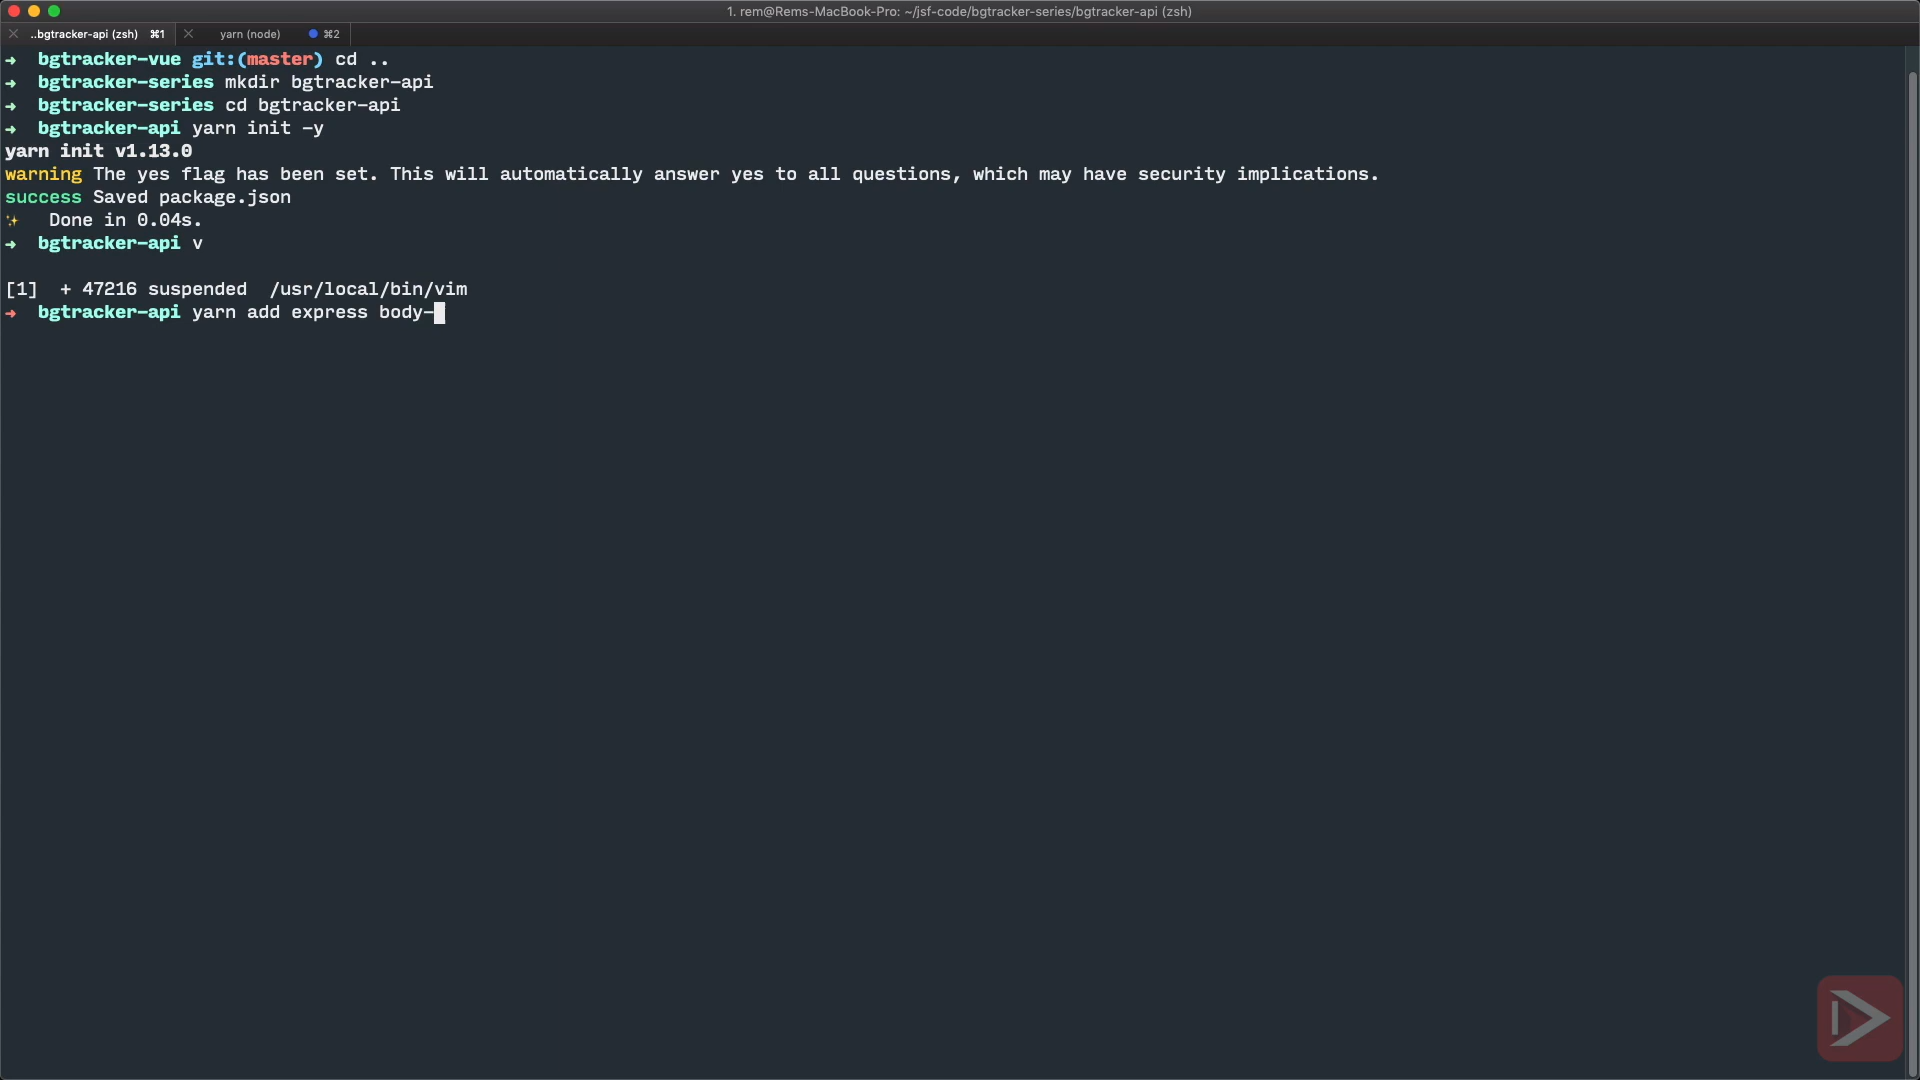 1. rem@Rems-MacBook-Pro: ~/jsf-code/bgtracker-series/bgtracker-api (zsh)
..bgtracker-api (zsh) ⌘1 yarn (node) ⌘2
➜ bgtracker-vue git:(master) cd ..
➜ bgtracker-series mkdir bgtracker-api
➜ bgtracker-series cd bgtracker-api
➜ bgtracker-api yarn init -y
yarn init v1.13.0
warning The yes flag has been set. This will automatically answer yes to all questions, which may have security implications.
success Saved package.json
✨ Done in 0.04s.
➜ bgtracker-api v
[1] + 47216 suspended /usr/local/bin/vim
➜ bgtracker-api yarn add express body-